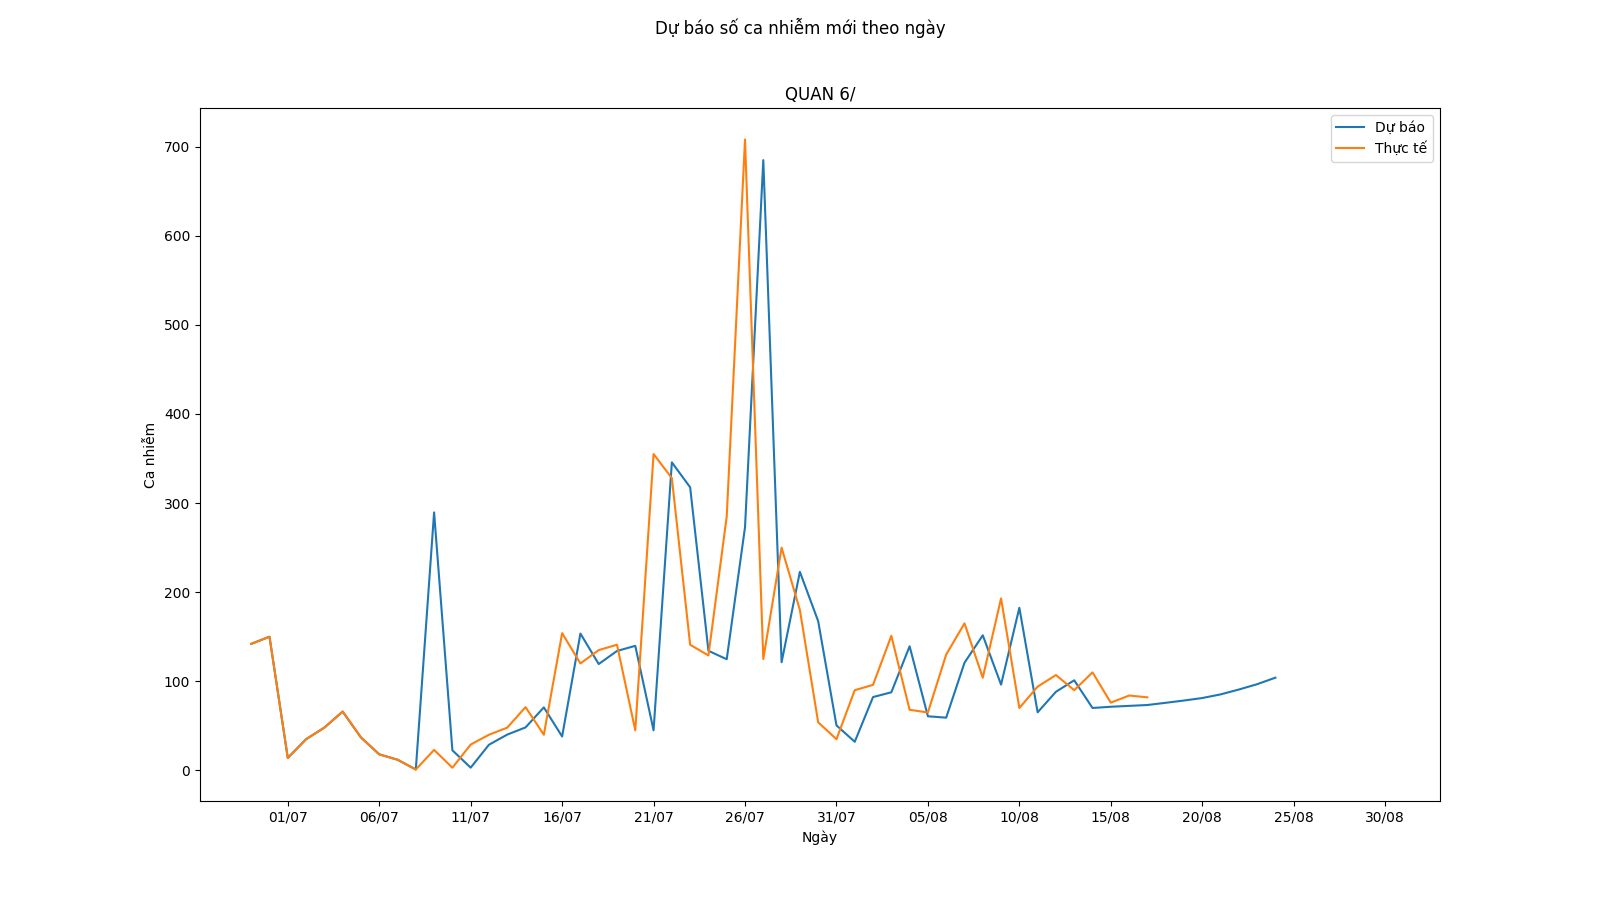 Dự báo số ca nhiễm mới theo ngày
QUAN 6/
Dự báo
Thực tế
700
600
500
400
300
200
100
0
Ca nhiễm
01/07 06/07 11/07 16/07 21/07 26/07 31/07 05/08 10/08 15/08 20/08 25/08 30/08
Ngày